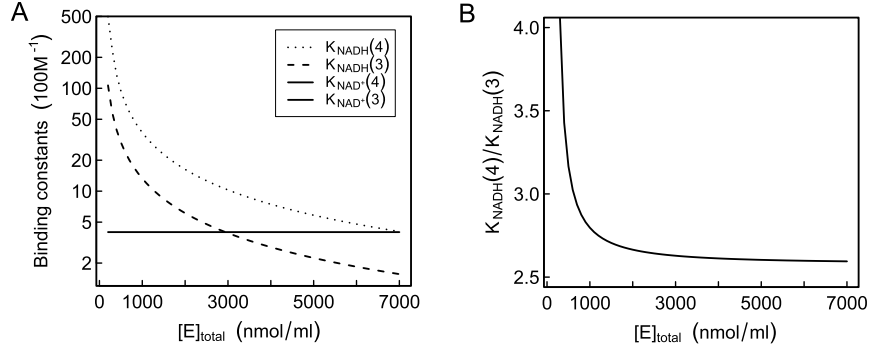 A
500
200
100
50
20
10
5
2
Binding constants (100M⁻¹)
K_NADH(4)
K_NADH(3)
K_NAD⁺(4)
K_NAD⁺(3)
0 1000 3000 5000 7000
[E]total (nmol/ml)
B
4.0
3.5
3.0
2.5
K_NADH(4)/K_NADH(3)
0 1000 3000 5000 7000
[E]total (nmol/ml)